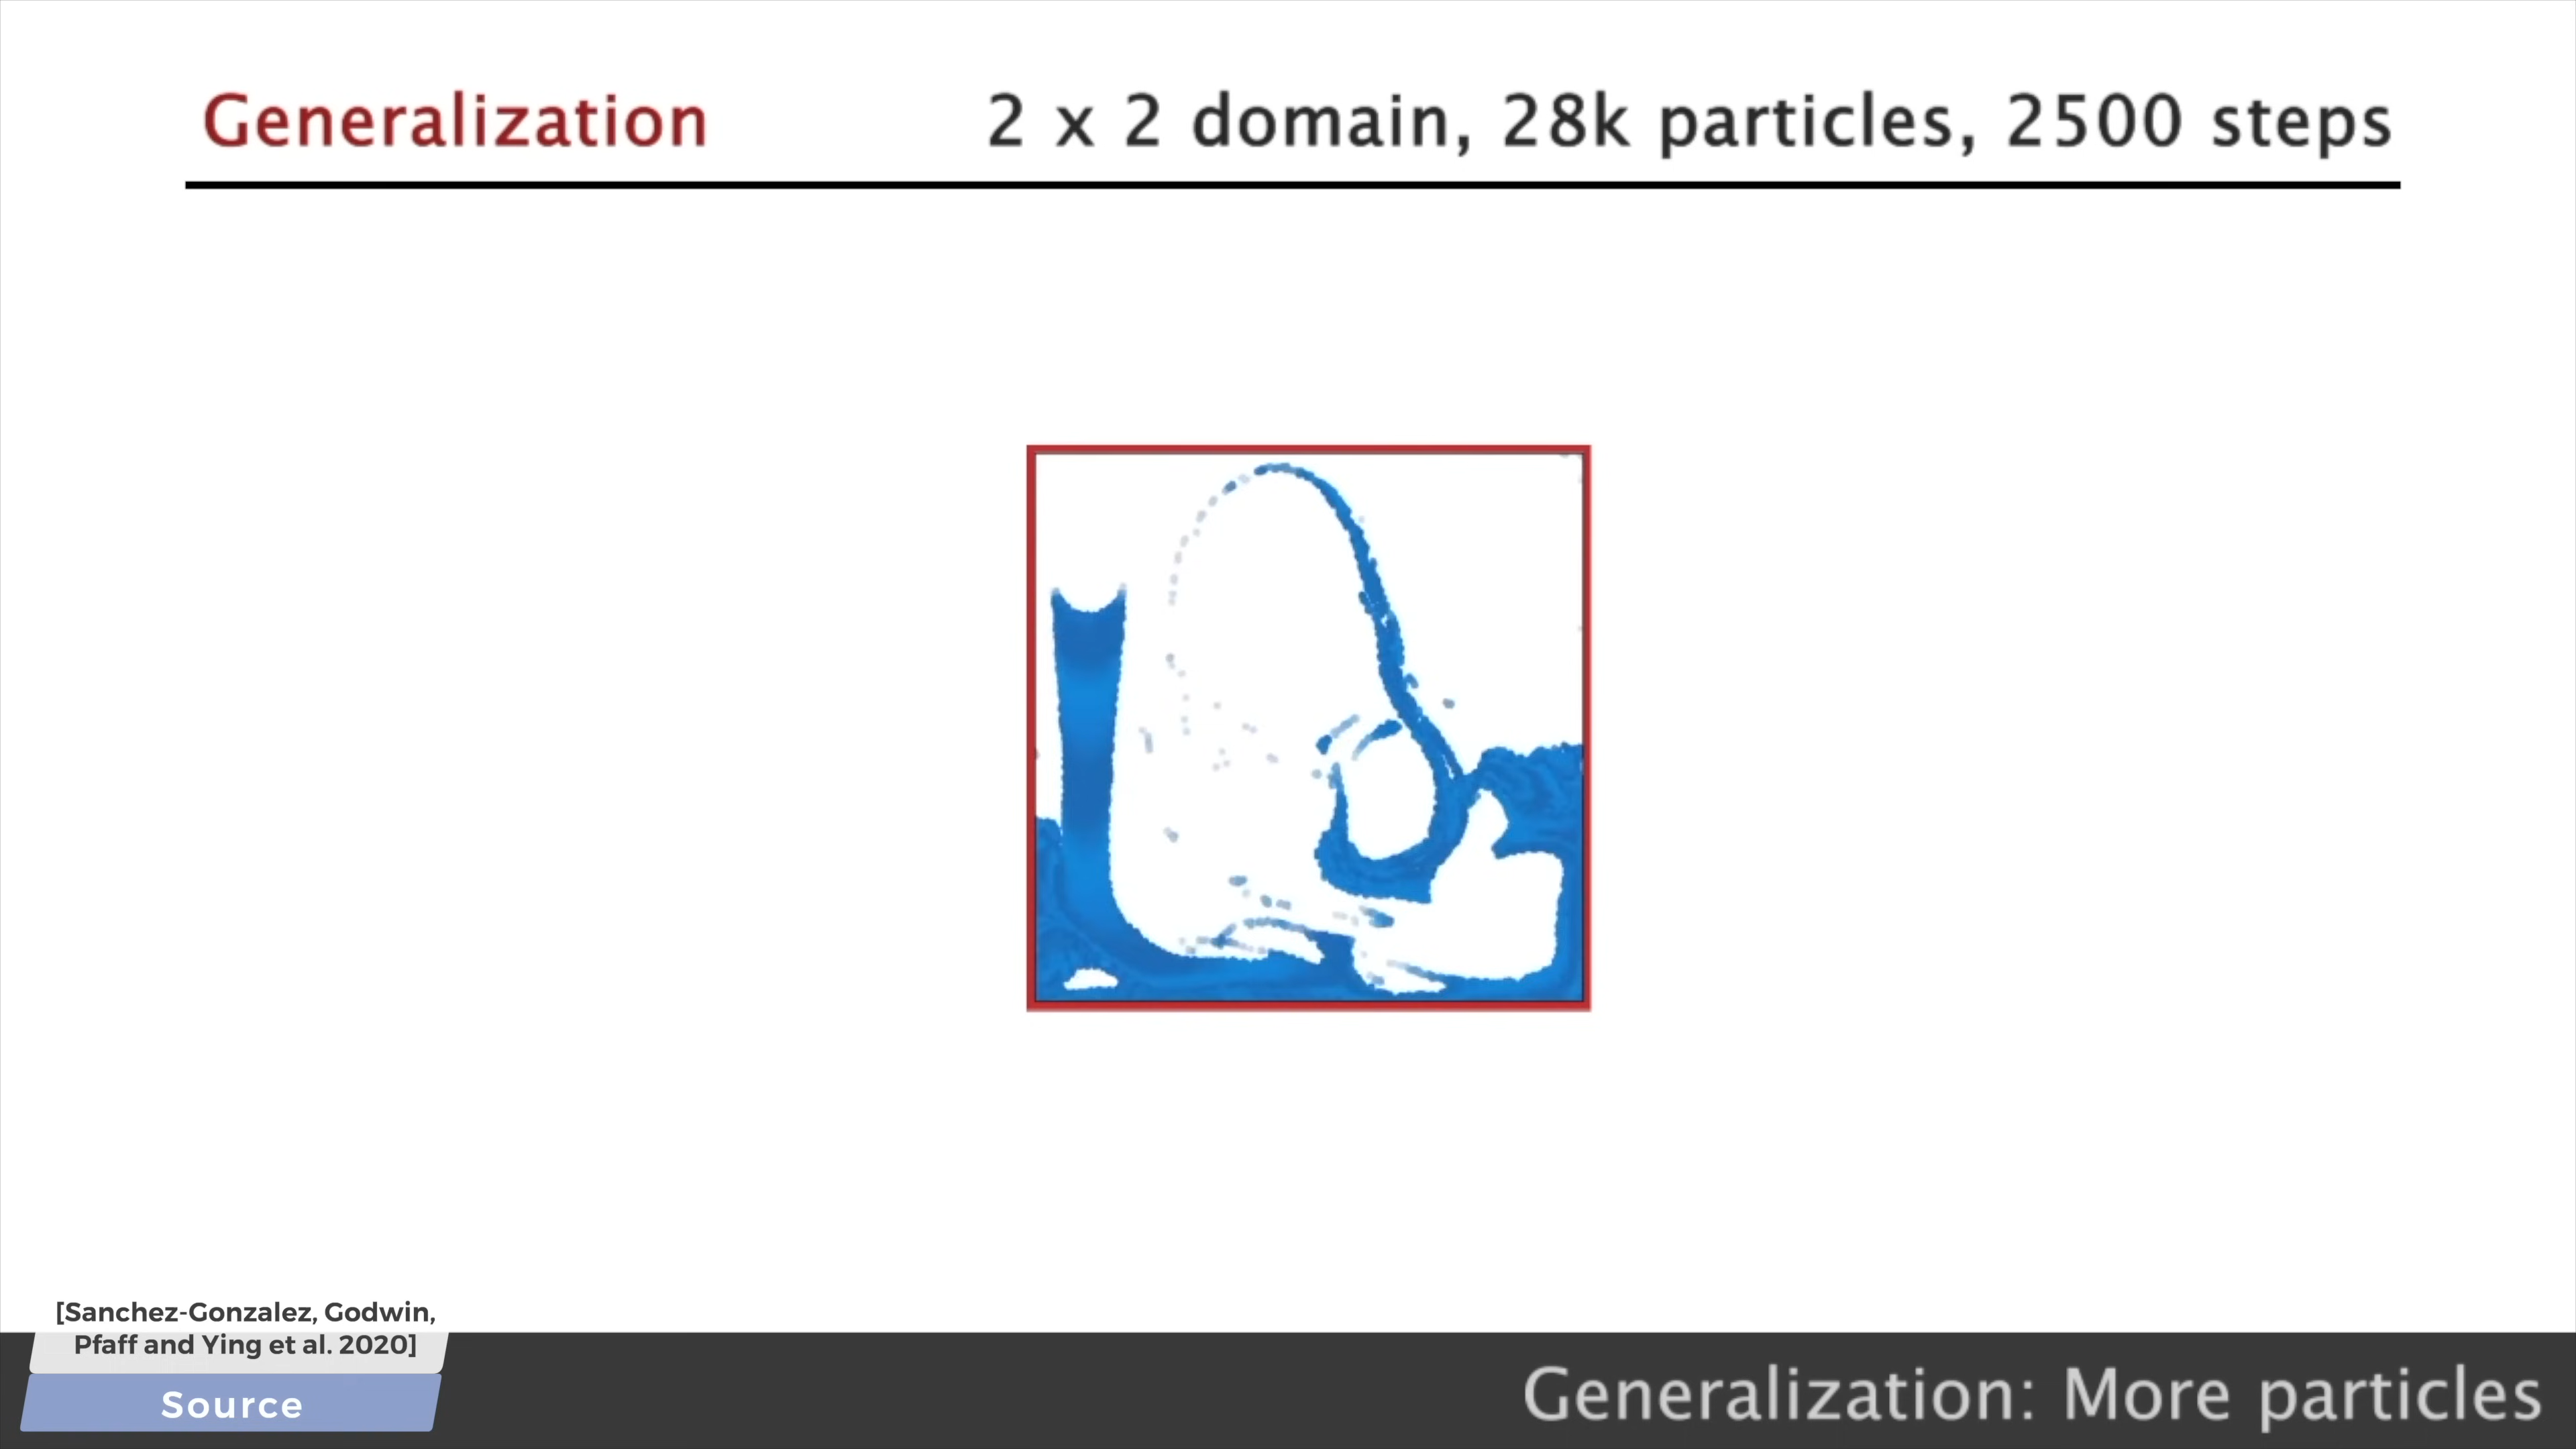 Generalization
2 x 2 domain, 28k particles, 2500 steps
[Sanchez-Gonzalez, Godwin,
Pfaff and Ying et al. 2020]
Source
Generalization: More particles